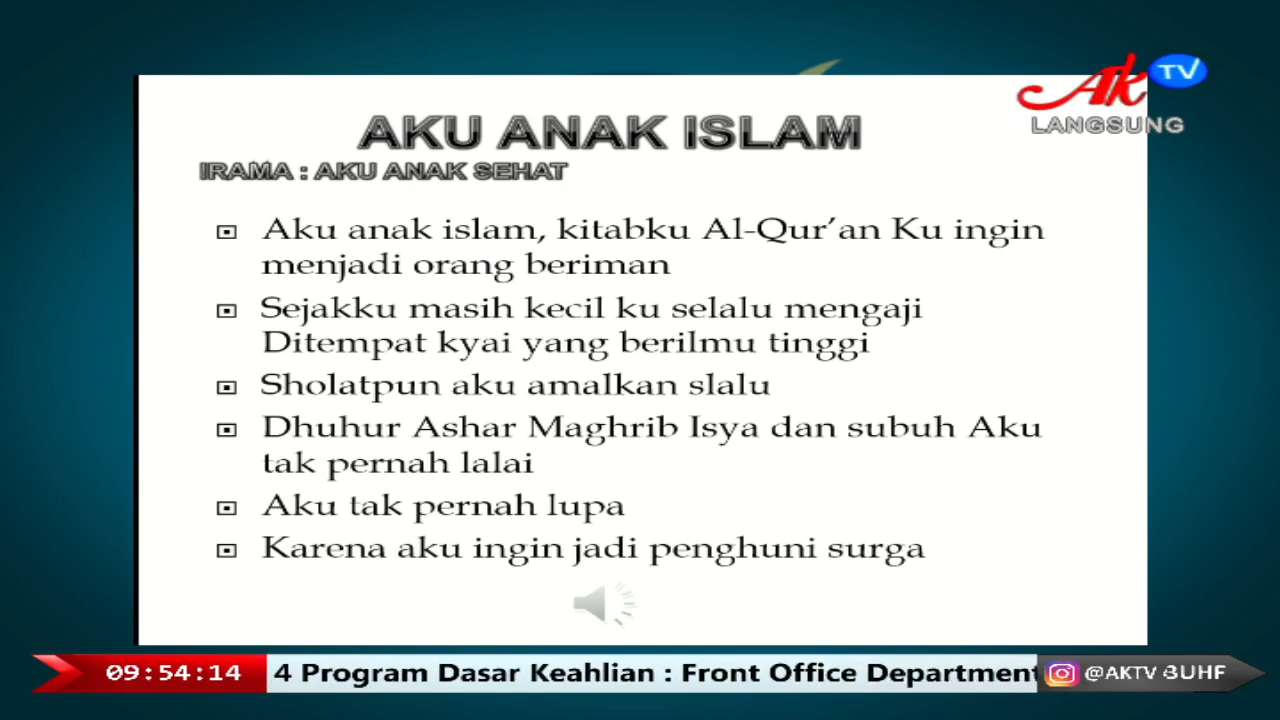 Ak TV
LANGSUNG
AKU ANAK ISLAM
IRAMA : AKU ANAK SEHAT
Aku anak islam, kitabku Al-Qur’an Ku ingin
menjadi orang beriman
Sejakku masih kecil ku selalu mengaji
Ditempat kyai yang berilmu tinggi
Sholatpun aku amalkan slalu
Dhuhur Ashar Maghrib Isya dan subuh Aku
tak pernah lalai
Aku tak pernah lupa
Karena aku ingin jadi penghuni surga
09:54:14 4 Program Dasar Keahlian : Front Office Department @AKTV